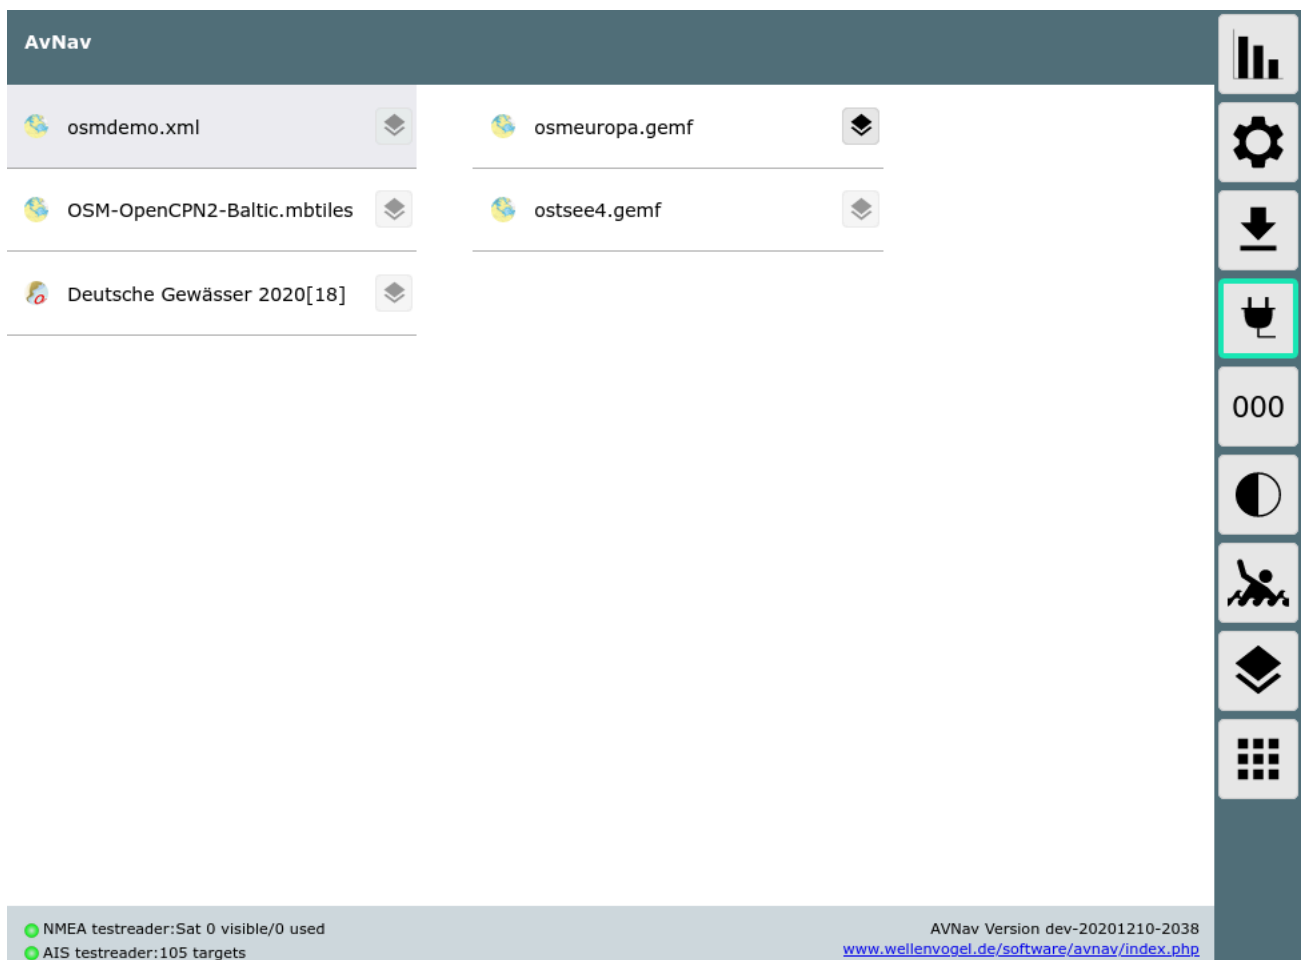 AvNav
osmdemo.xml
osmeuropa.gemf
OSM-OpenCPN2-Baltic.mbtiles
ostsee4.gemf
Deutsche Gewässer 2020[18]
000
NMEA testreader:Sat 0 visible/0 used
AIS testreader:105 targets
AVNav Version dev-20201210-2038
www.wellenvogel.de/software/avnav/index.php